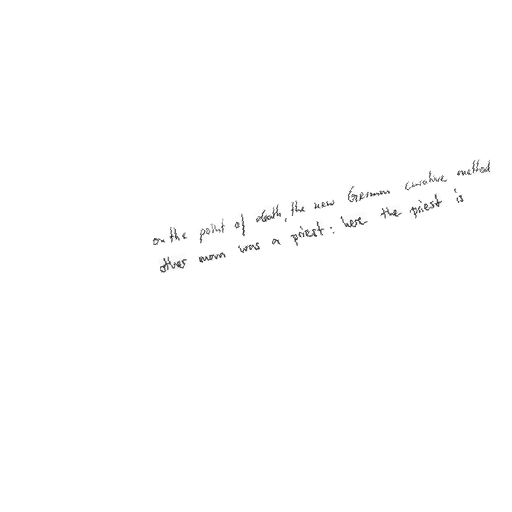 on the point of death, the new German curative method
other man was a priest: here the priest is